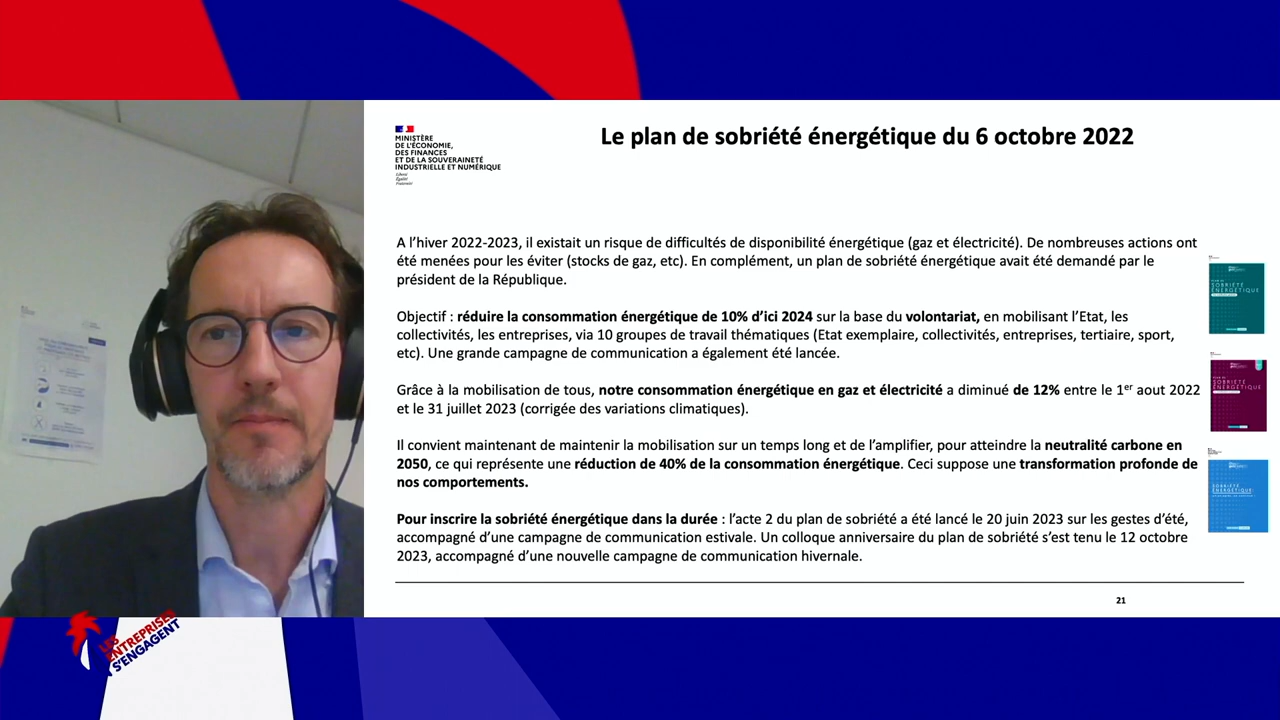 MINISTÈRE
DE L'ÉCONOMIE,
DES FINANCES
ET DE LA SOUVERAINETÉ
INDUSTRIELLE ET NUMÉRIQUE
Liberté
Égalité
Fraternité
Le plan de sobriété énergétique du 6 octobre 2022
A l'hiver 2022-2023, il existait un risque de difficultés de disponibilité énergétique (gaz et électricité). De nombreuses actions ont
été menées pour les éviter (stocks de gaz, etc). En complément, un plan de sobriété énergétique avait été demandé par le
président de la République.
Objectif : réduire la consommation énergétique de 10% d'ici 2024 sur la base du volontariat, en mobilisant l'Etat, les
collectivités, les entreprises, via 10 groupes de travail thématiques (Etat exemplaire, collectivités, entreprises, tertiaire, sport,
etc). Une grande campagne de communication a également été lancée.
Grâce à la mobilisation de tous, notre consommation énergétique en gaz et électricité a diminué de 12% entre le 1er aout 2022
et le 31 juillet 2023 (corrigée des variations climatiques).
Il convient maintenant de maintenir la mobilisation sur un temps long et de l'amplifier, pour atteindre la neutralité carbone en
2050, ce qui représente une réduction de 40% de la consommation énergétique. Ceci suppose une transformation profonde de
nos comportements.
Pour inscrire la sobriété énergétique dans la durée : l'acte 2 du plan de sobriété a été lancé le 20 juin 2023 sur les gestes d'été,
accompagné d'une campagne de communication estivale. Un colloque anniversaire du plan de sobriété s'est tenu le 12 octobre
2023, accompagné d'une nouvelle campagne de communication hivernale.
SOBRIÉTÉ
ÉNERGÉTIQUE
SOBRIÉTÉ
ÉNERGÉTIQUE
SOBRIÉTÉ
ÉNERGÉTIQUE
21
LES
ENTREPRISES
S'ENGAGENT